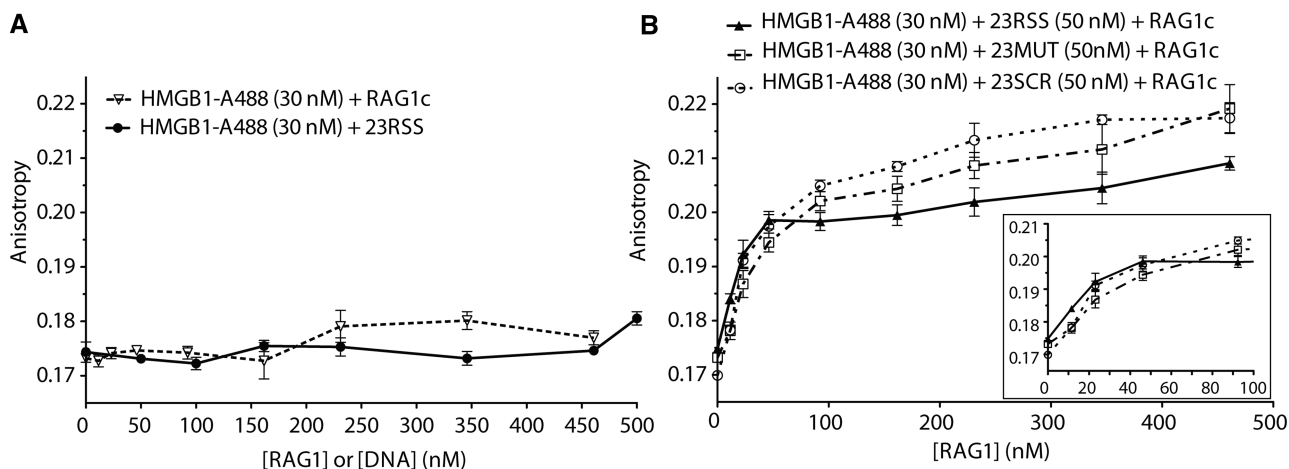 A
HMGB1-A488 (30 nM) + RAG1c
HMGB1-A488 (30 nM) + 23RSS
Anisotropy
0.22
0.21
0.20
0.19
0.18
0.17
0 50 100 150 200 250 300 350 400 450 500
[RAG1] or [DNA] (nM)
B
HMGB1-A488 (30 nM) + 23RSS (50 nM) + RAG1c
HMGB1-A488 (30 nM) + 23MUT (50nM) + RAG1c
HMGB1-A488 (30 nM) + 23SCR (50 nM) + RAG1c
Anisotropy
0.22
0.21
0.20
0.19
0.18
0.17
0 100 200 300 400 500
[RAG1] (nM)
0.21
0.20
0.19
0.18
0.17
0 20 40 60 80 100